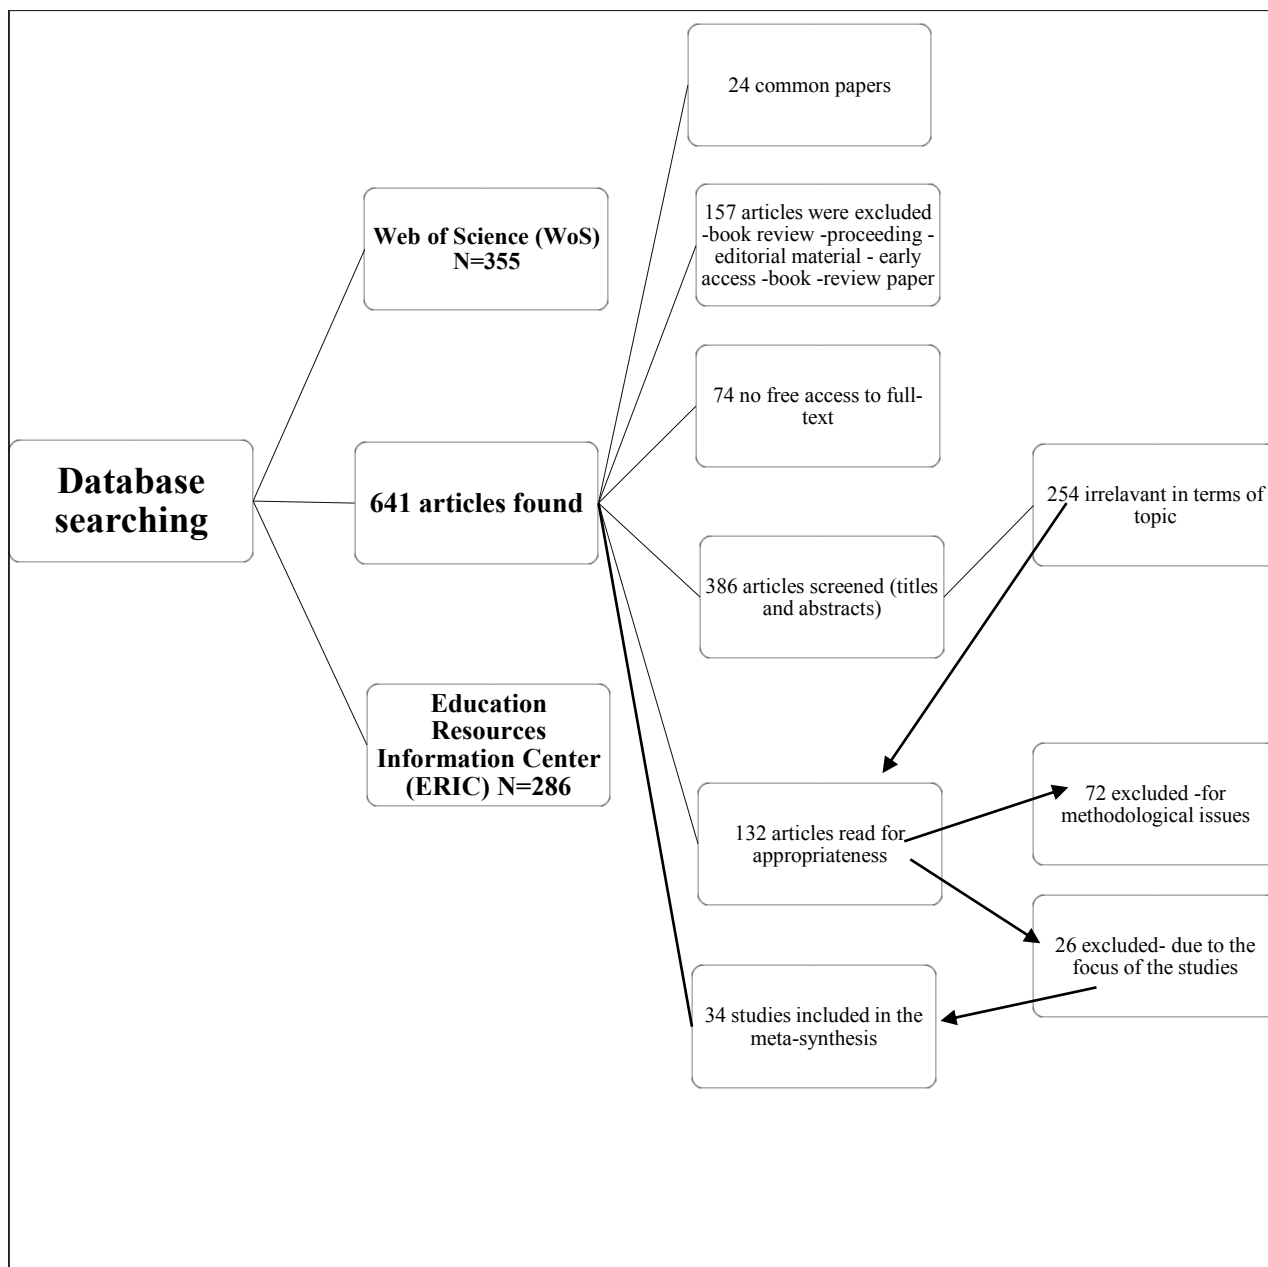 Database
searching
Web of Science (WoS)
N=355
641 articles found
Education
Resources
Information Center
(ERIC) N=286
24 common papers
157 articles were excluded
-book review -proceeding -
editorial material - early
access -book -review paper
74 no free access to full-
text
386 articles screened (titles
and abstracts)
254 irrelavant in terms of
topic
132 articles read for
appropriateness
72 excluded -for
methodological issues
26 excluded- due to the
focus of the studies
34 studies included in the
meta-synthesis